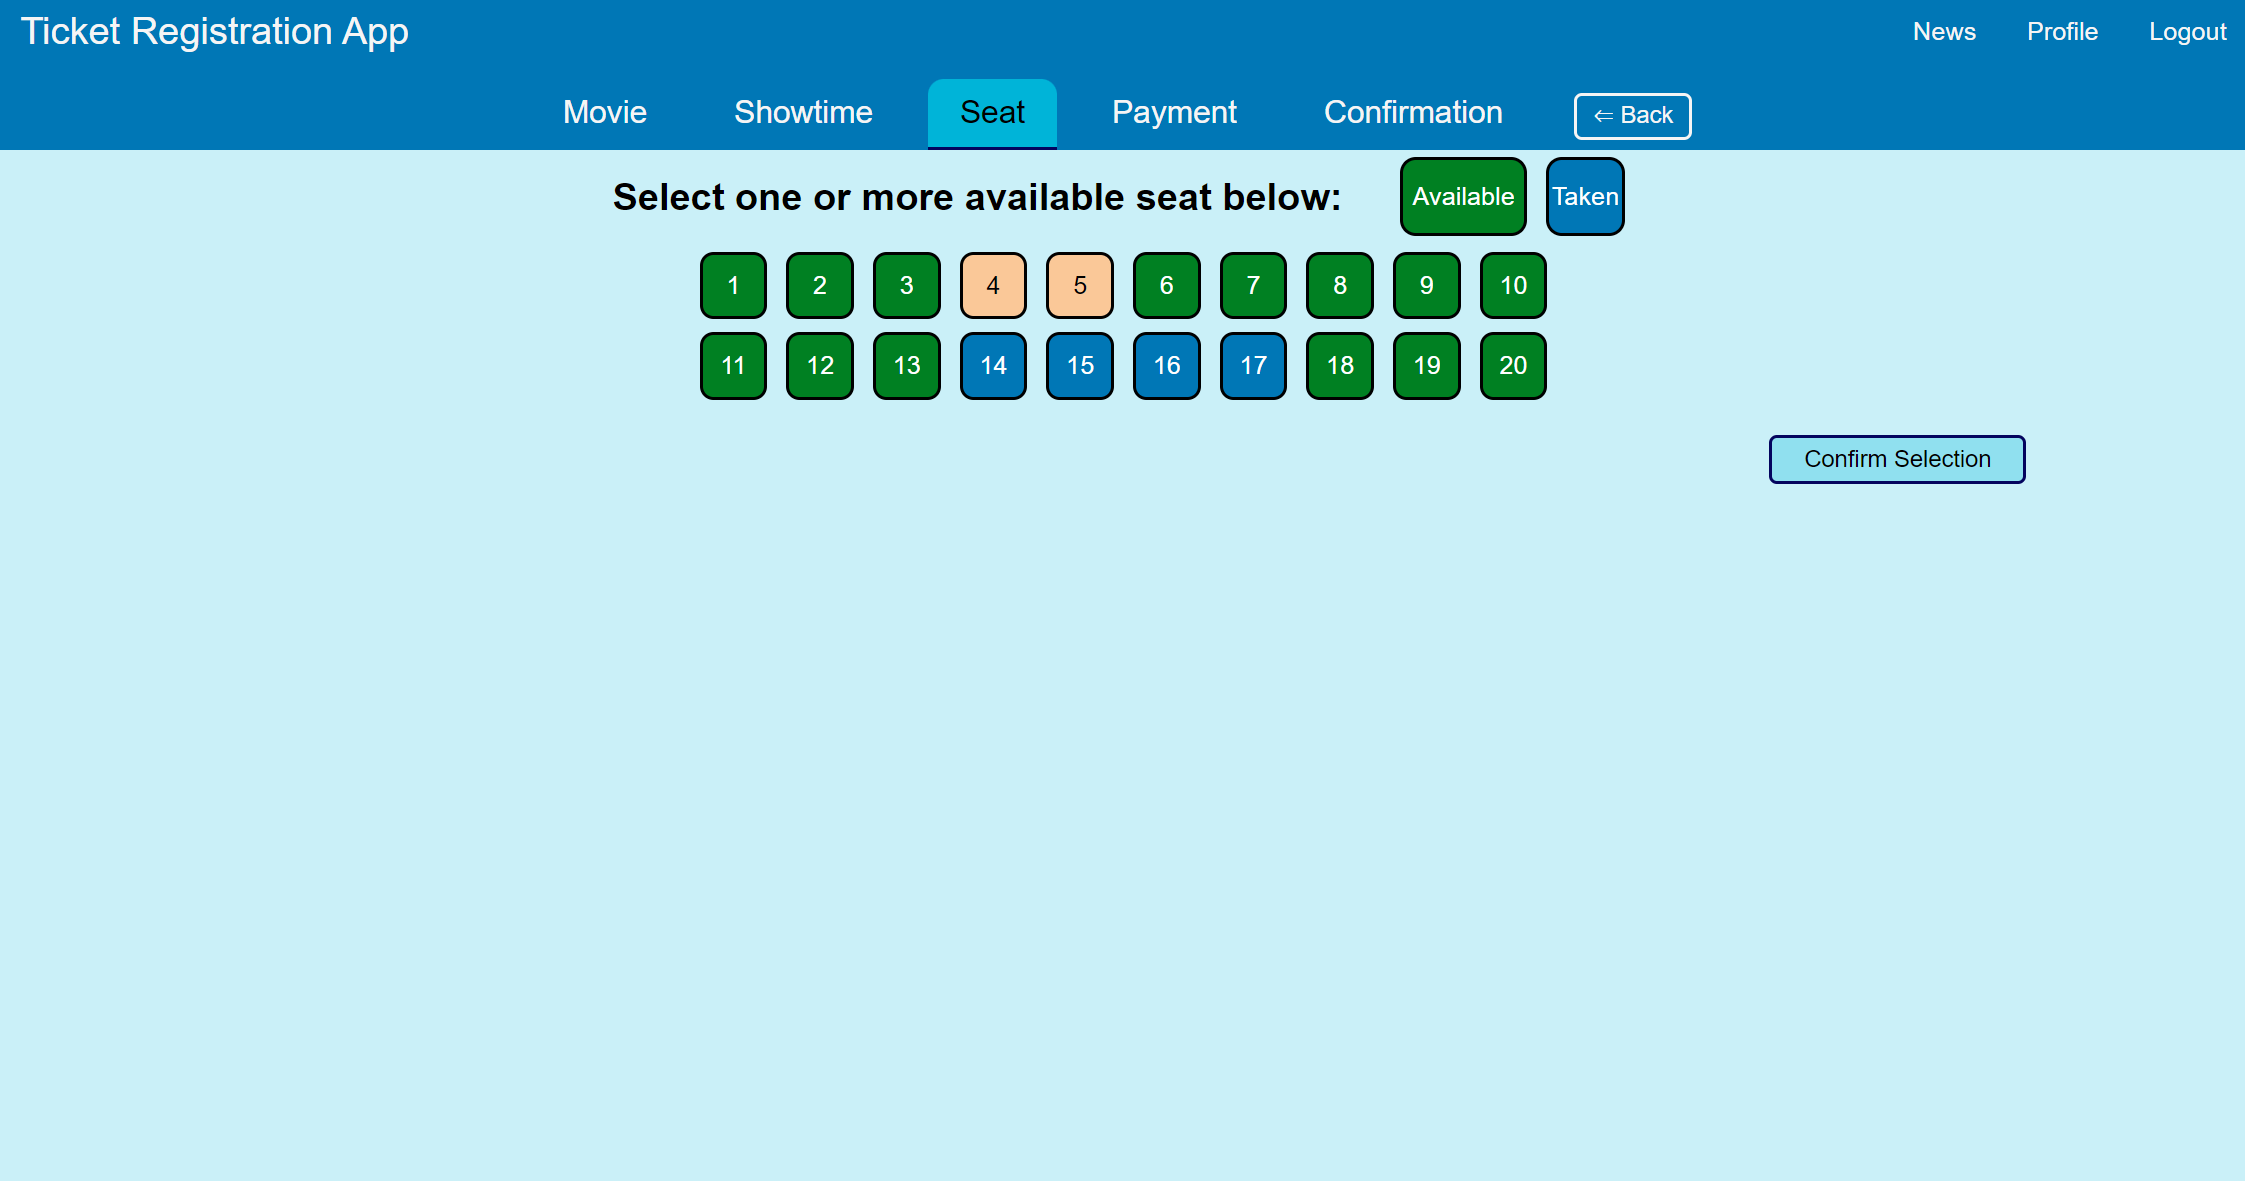 Ticket Registration App News Profile Logout
Movie Showtime Seat Payment Confirmation ⇐ Back
Select one or more available seat below: Available Taken
1 2 3 4 5 6 7 8 9 10
11 12 13 14 15 16 17 18 19 20
Confirm Selection